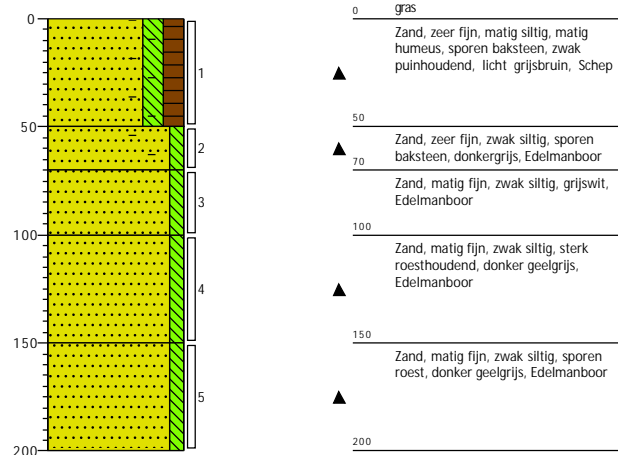 0
50
100
150
200
1
2
3
4
5
0
gras
Zand, zeer fijn, matig siltig, matig
humeus, sporen baksteen, zwak
puinhoudend, licht grijsbruin, Schep
50
Zand, zeer fijn, zwak siltig, sporen
baksteen, donkergrijs, Edelmanboor
70
Zand, matig fijn, zwak siltig, grijswit,
Edelmanboor
100
Zand, matig fijn, zwak siltig, sterk
roesthoudend, donker geelgrijs,
Edelmanboor
150
Zand, matig fijn, zwak siltig, sporen
roest, donker geelgrijs, Edelmanboor
200